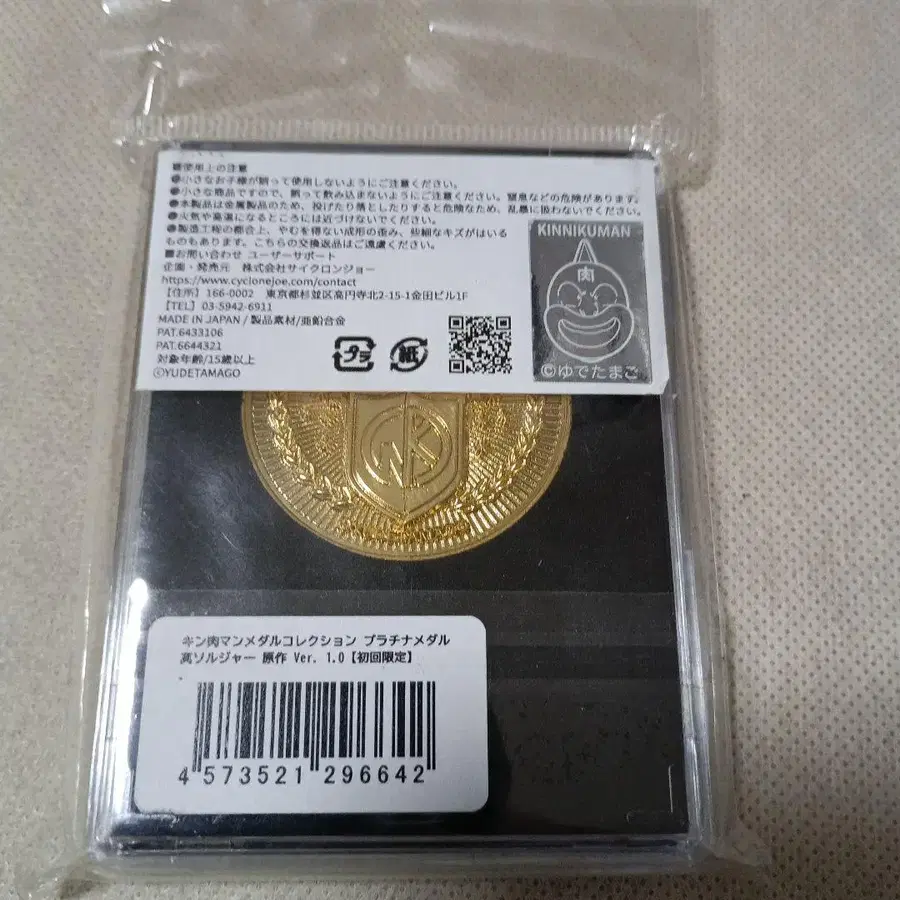 ■使用上の注意
●小さなお子様が誤って使用しないようにご注意ください。
●小さな商品ですので、誤って飲み込まないようにご注意ください。窒息などの危険があります。
●本製品は金属製品のため、投げたり落としたりすると危険なため、乱暴に扱わないでください。
●火気や高温になるところには近づけないでください。
●製造工程の都合上、やむを得ない成形の歪み、些細なキズがはいる
ものもあります。こちらの交換返品はご遠慮ください。
■お問い合わせ ユーザーサポート
企画・発売元 株式会社サイクロンジョー
https://www.cyclonejoe.com/contact
【住所】 166-0002 東京都杉並区高円寺北2-15-1金田ビル1F
【TEL】 03-5942-6911
MADE IN JAPAN / 製品素材/亜鉛合金
PAT.6433106
PAT.6644321
対象年齢/15歳以上
©YUDETAMAGO
プラ
紙
KINNIKUMAN
肉
©ゆでたまご
キン肉マンメダルコレクション プラチナメダル
真ソルジャー 原作 Ver. 1.0【初回限定】
4 573521 296642